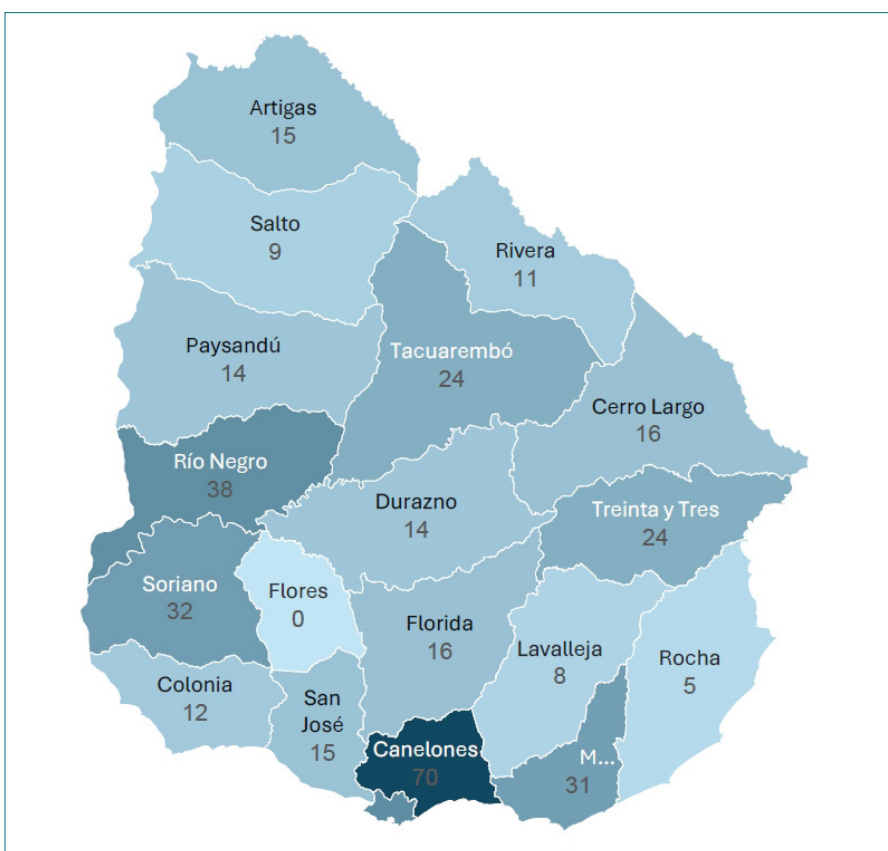 Artigas
15
Salto
9
Rivera
11
Paysandú
14
Tacuarembó
24
Cerro Largo
16
Río Negro
38
Durazno
14
Treinta y Tres
24
Soriano
32
Flores
0
Florida
16
Lavalleja
8
Rocha
5
Colonia
12
San
José
15
Canelones
70
M...
31